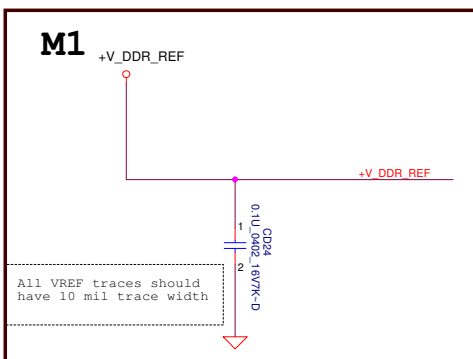 M1
+V_DDR_REF
+V_DDR_REF
1
CD24
0.1U_0402_16V7K~D
2
All VREF traces should
have 10 mil trace width